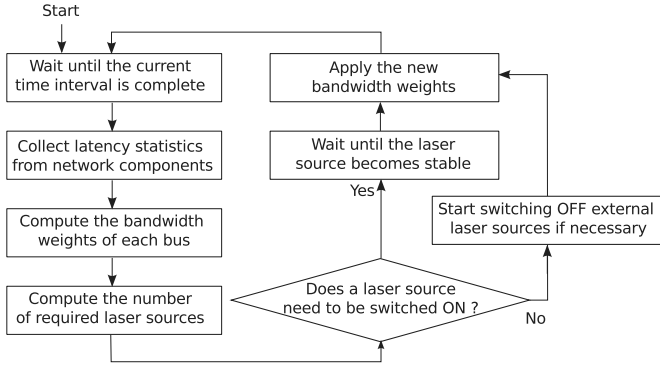 Start
Wait until the current
time interval is complete
Collect latency statistics
from network components
Compute the bandwidth
weights of each bus
Compute the number
of required laser sources
Does a laser source
need to be switched ON ?
Yes
Wait until the laser
source becomes stable
Apply the new
bandwidth weights
No
Start switching OFF external
laser sources if necessary